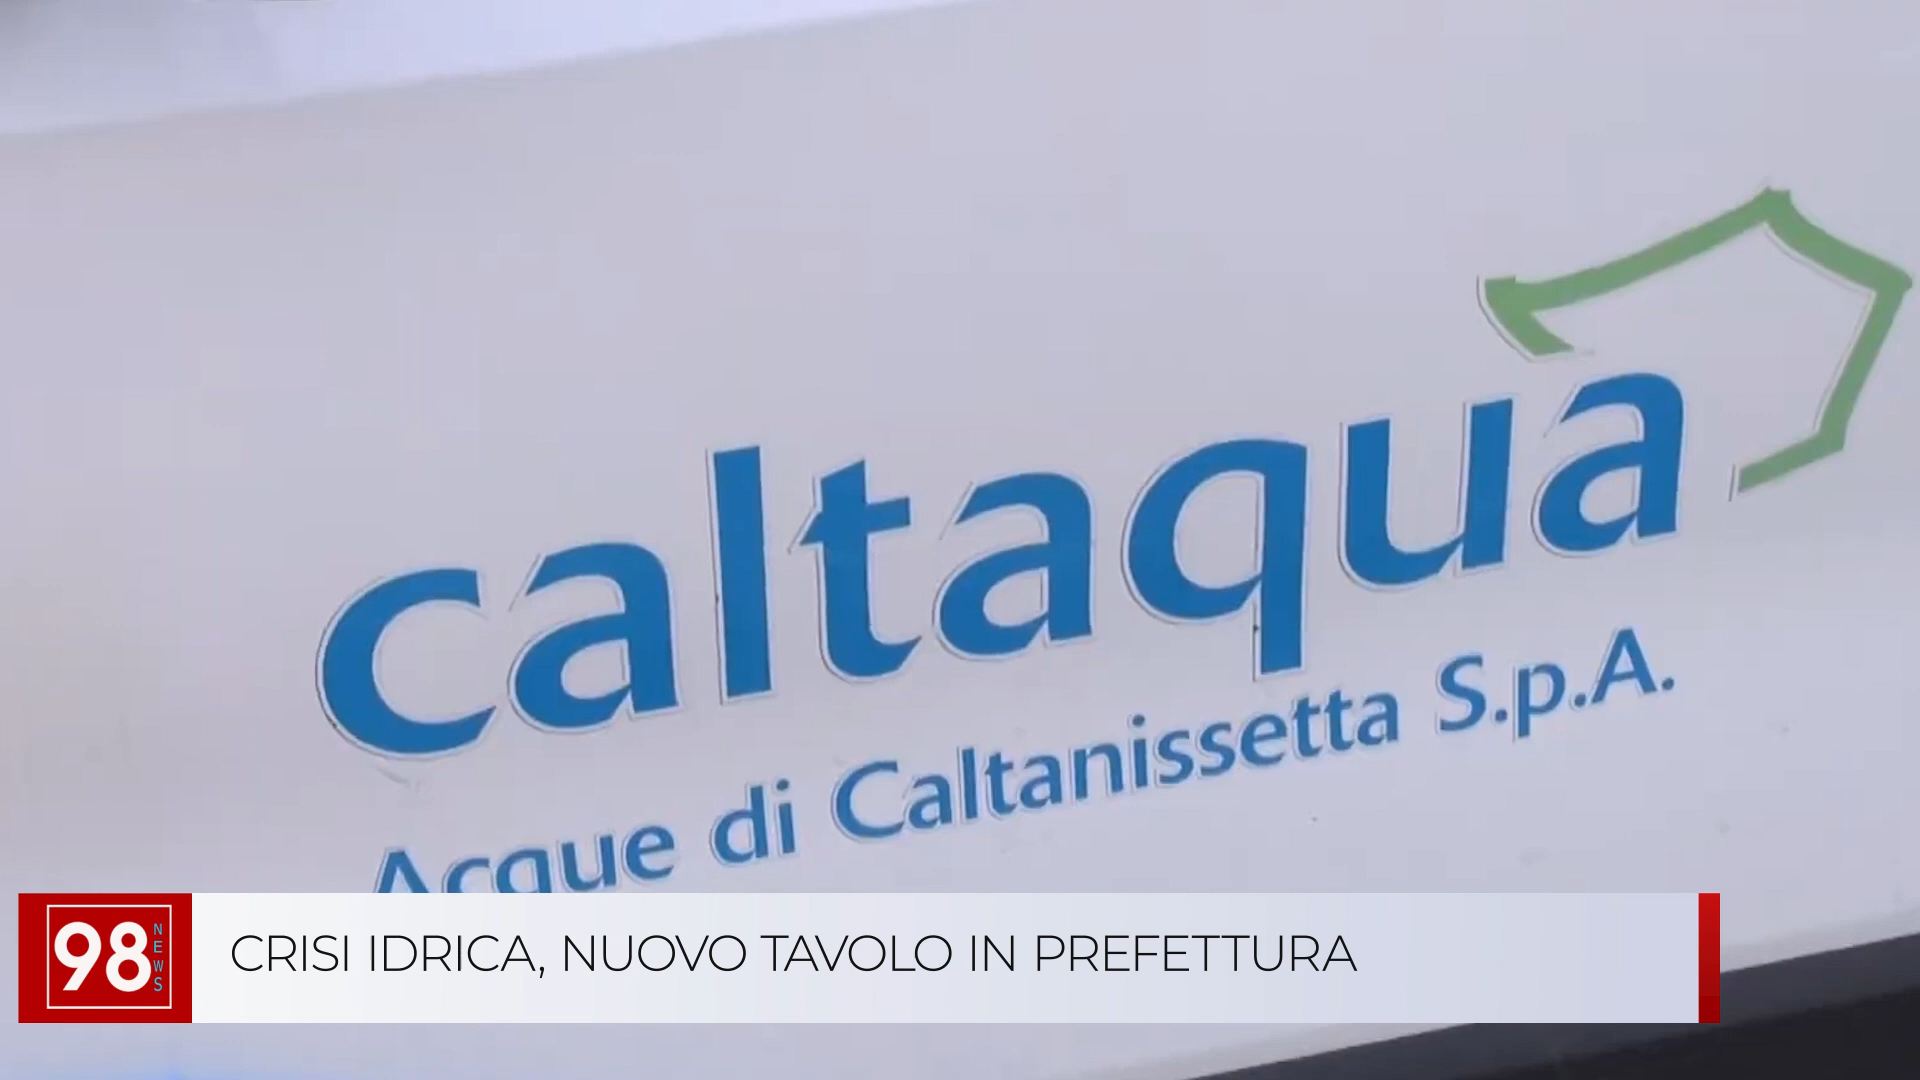 caltaqua
Acque di Caltanissetta S.p.A.
98 NEWS
CRISI IDRICA, NUOVO TAVOLO IN PREFETTURA